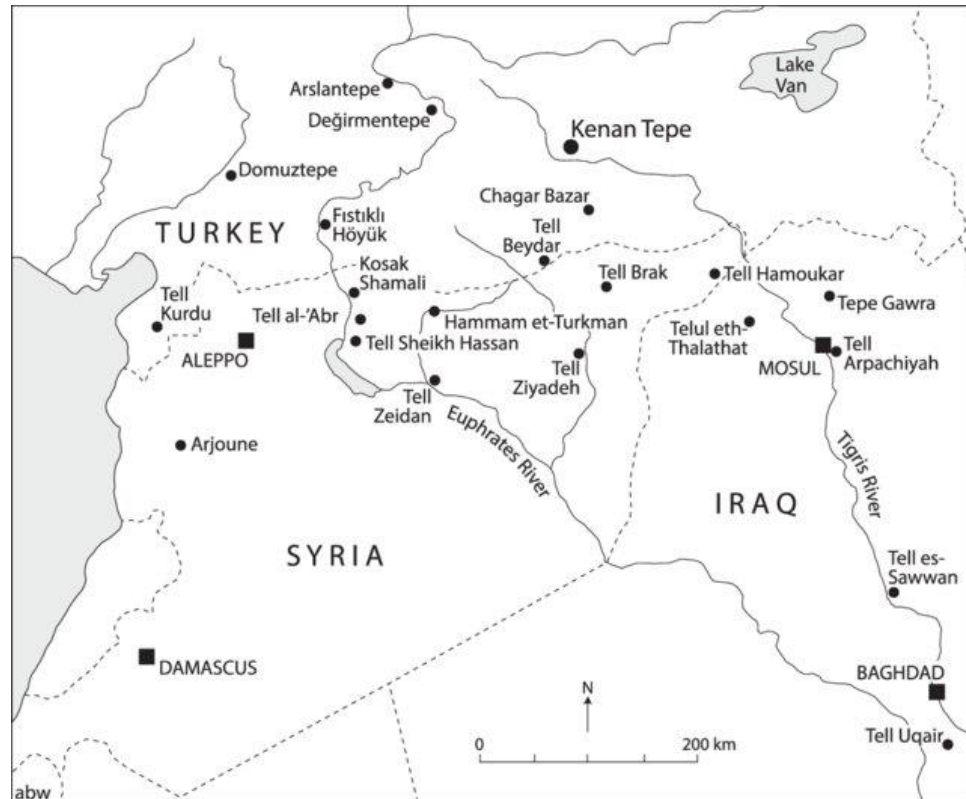 Lake
Van
Arslantepe
Değirmentepe
Kenan Tepe
Domuztepe
Chagar Bazar
Fıstıklı
Höyük
TURKEY
Tell
Beydar
Kosak
Shamali
Tell Brak
Tell Hamoukar
Tell
Kurdu
Tepe Gawra
Tell al-’Abr
Hammam et-Turkman
Telul eth-
Thalathat
ALEPPO
Tell Sheikh Hassan
MOSUL
Tell
Arpachiyah
Tell
Ziyadeh
Tell
Zeidan
Euphrates River
Arjoune
Tigris River
IRAQ
SYRIA
Tell es-
Sawwan
DAMASCUS
BAGHDAD
N
0
200 km
Tell Uqair
abw